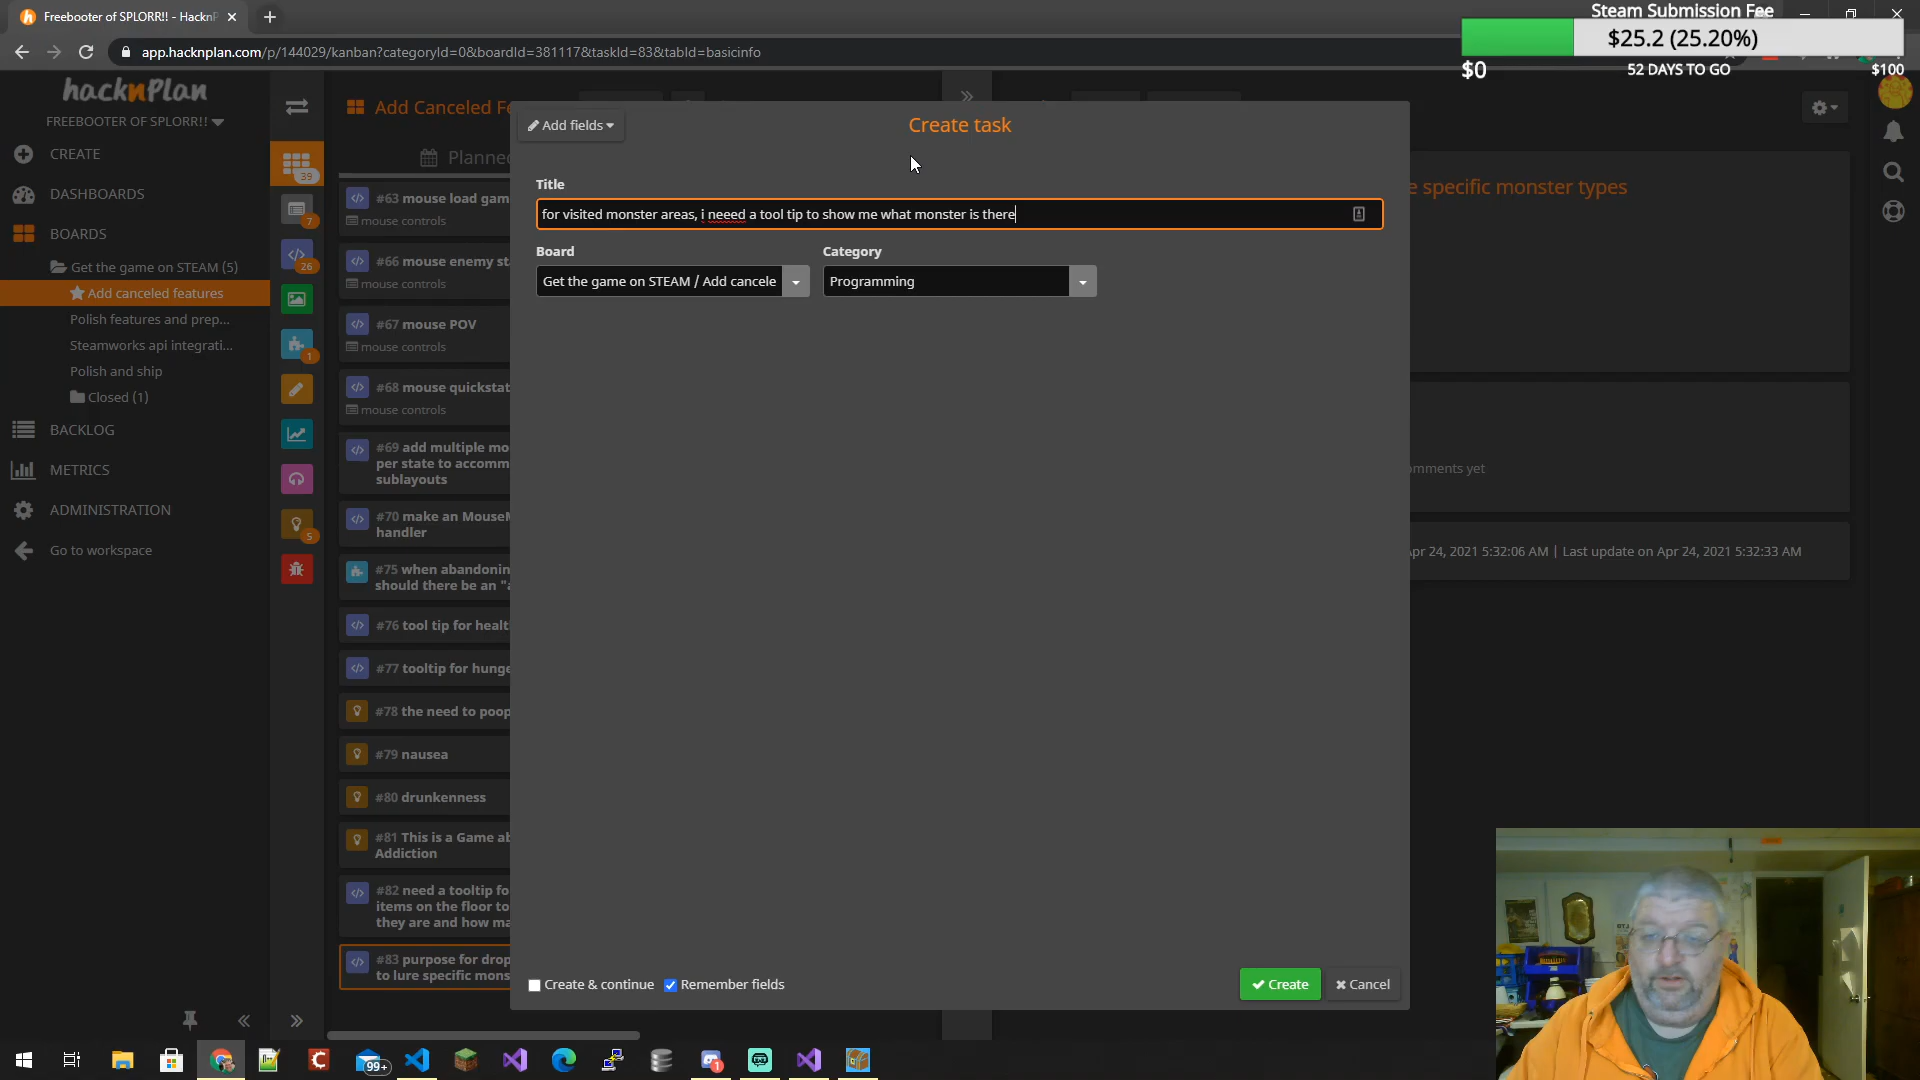 Freebooter of SPLORR!! - HacknP
Steam Submission Fee
$25.2 (25.20%)
$0
52 DAYS TO GO
$100
app.hacknplan.com/p/144029/kanban?categoryId=0&boardId=381117&taskId=83&tabId=basicinfo
hacknPlan
FREEBOOTER OF SPLORR!!
CREATE
DASHBOARDS
BOARDS
Get the game on STEAM (5)
Add canceled features
Polish features and prep...
Steamworks api integrati...
Polish and ship
Closed (1)
BACKLOG
METRICS
ADMINISTRATION
Go to workspace
39
7
26
1
5
Add Canceled Fe
Planned
#63 mouse load gam
mouse controls
#66 mouse enemy st
mouse controls
#67 mouse POV
mouse controls
#68 mouse quickstat
mouse controls
#69 add multiple mo
per state to accomm
sublayouts
#70 make an MouseM
handler
#75 when abandonin
should there be an "a
#76 tool tip for healt
#77 tooltip for hunge
#78 the need to poop
#79 nausea
#80 drunkenness
#81 This is a Game ab
Addiction
#82 need a tooltip fo
items on the floor to
they are and how ma
#83 purpose for drop
to lure specific mons
Add fields
Create task
Title
for visited monster areas, i neeed a tool tip to show me what monster is there
Board
Category
Get the game on STEAM / Add cancele
Programming
Create & continue
Remember fields
Create
Cancel
e specific monster types
omments yet
pr 24, 2021 5:32:06 AM | Last update on Apr 24, 2021 5:32:33 AM
99+
1